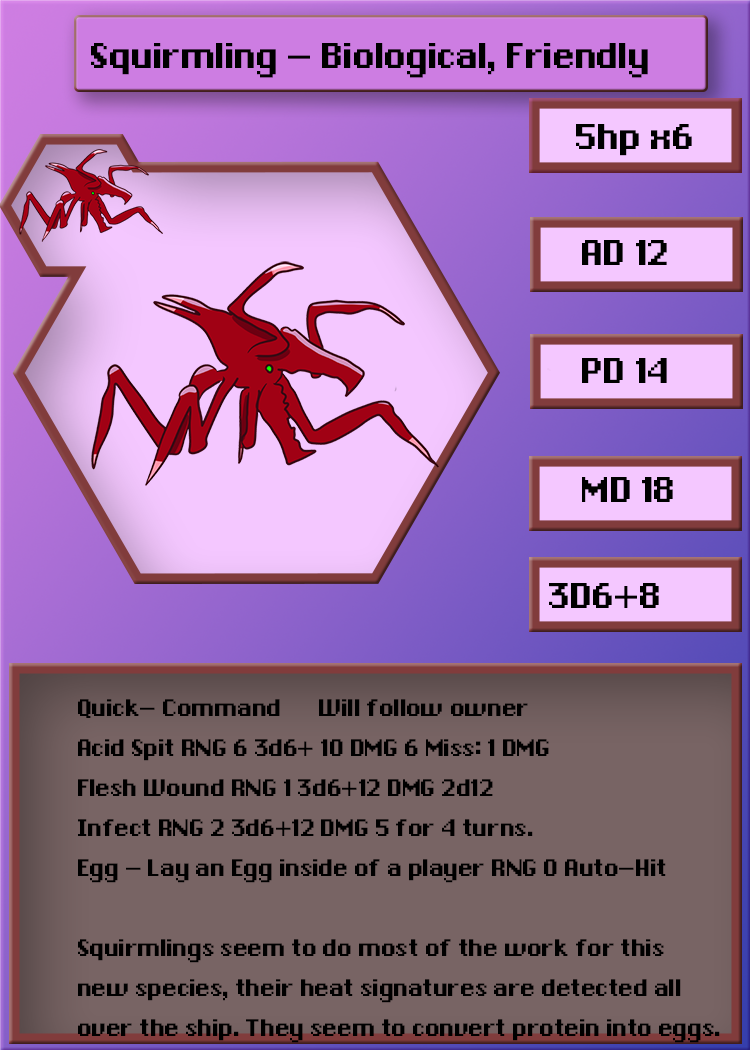 Squirmling – Biological, Friendly
5hp x6
AD 12
PD 14
MD 18
3D6+8
Quick– Command Will follow owner
Acid Spit RNG 6 3d6+ 10 DMG 6 Miss: 1 DMG
Flesh Wound RNG 1 3d6+12 DMG 2d12
Infect RNG 2 3d6+12 DMG 5 for 4 turns.
Egg – Lay an Egg inside of a player RNG 0 Auto–Hit
Squirmlings seem to do most of the work for this
new species, their heat signatures are detected all
over the ship. They seem to convert protein into eggs.